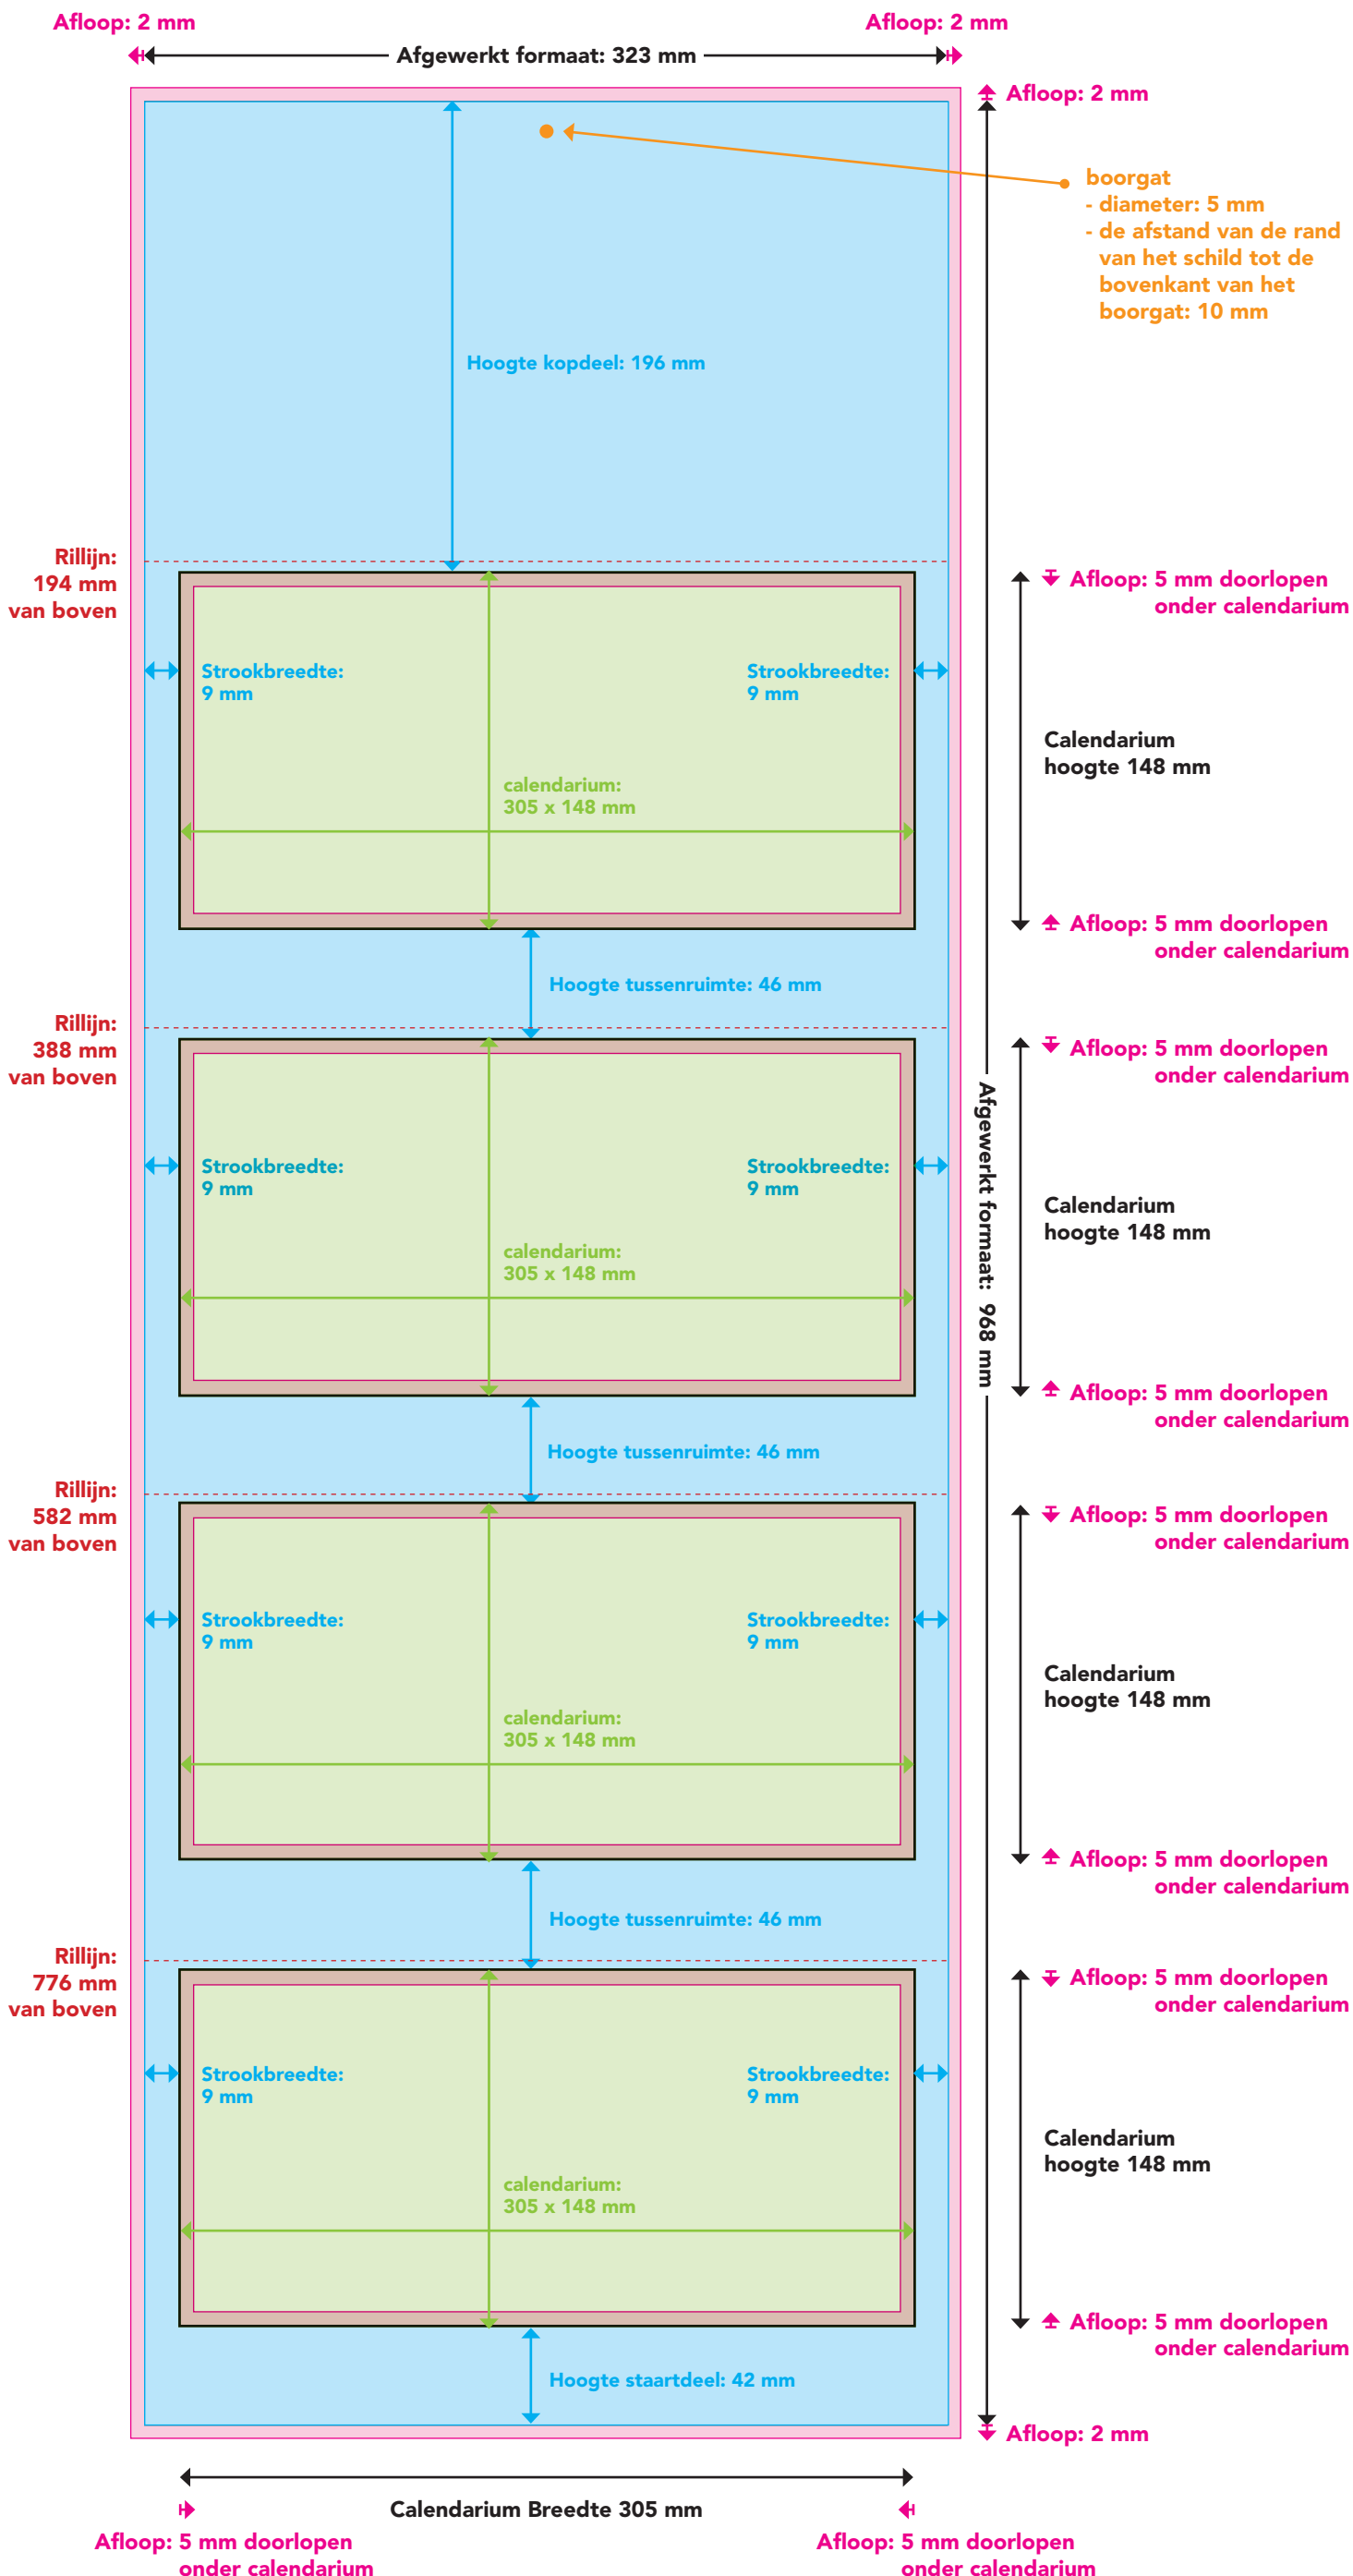 Afloop: 2 mm
Afloop: 2 mm
Afgewerkt formaat: 323 mm
Afloop: 2 mm
boorgat
- diameter: 5 mm
- de afstand van de rand
van het schild tot de
bovenkant van het
boorgat: 10 mm
Hoogte kopdeel: 196 mm
Rillijn:
194 mm
van boven
Afloop: 5 mm doorlopen
onder calendarium
Strookbreedte:
9 mm
Strookbreedte:
9 mm
Calendarium
hoogte 148 mm
calendarium:
305 x 148 mm
Afloop: 5 mm doorlopen
onder calendarium
Hoogte tussenruimte: 46 mm
Rillijn:
388 mm
van boven
Afloop: 5 mm doorlopen
onder calendarium
Afgewerkt formaat: 968 mm
Strookbreedte:
9 mm
Strookbreedte:
9 mm
Calendarium
hoogte 148 mm
calendarium:
305 x 148 mm
Afloop: 5 mm doorlopen
onder calendarium
Hoogte tussenruimte: 46 mm
Rillijn:
582 mm
van boven
Afloop: 5 mm doorlopen
onder calendarium
Strookbreedte:
9 mm
Strookbreedte:
9 mm
Calendarium
hoogte 148 mm
calendarium:
305 x 148 mm
Afloop: 5 mm doorlopen
onder calendarium
Hoogte tussenruimte: 46 mm
Rillijn:
776 mm
van boven
Afloop: 5 mm doorlopen
onder calendarium
Strookbreedte:
9 mm
Strookbreedte:
9 mm
Calendarium
hoogte 148 mm
calendarium:
305 x 148 mm
Afloop: 5 mm doorlopen
onder calendarium
Hoogte staartdeel: 42 mm
Afloop: 2 mm
Calendarium Breedte 305 mm
Afloop: 5 mm doorlopen
onder calendarium
Afloop: 5 mm doorlopen
onder calendarium